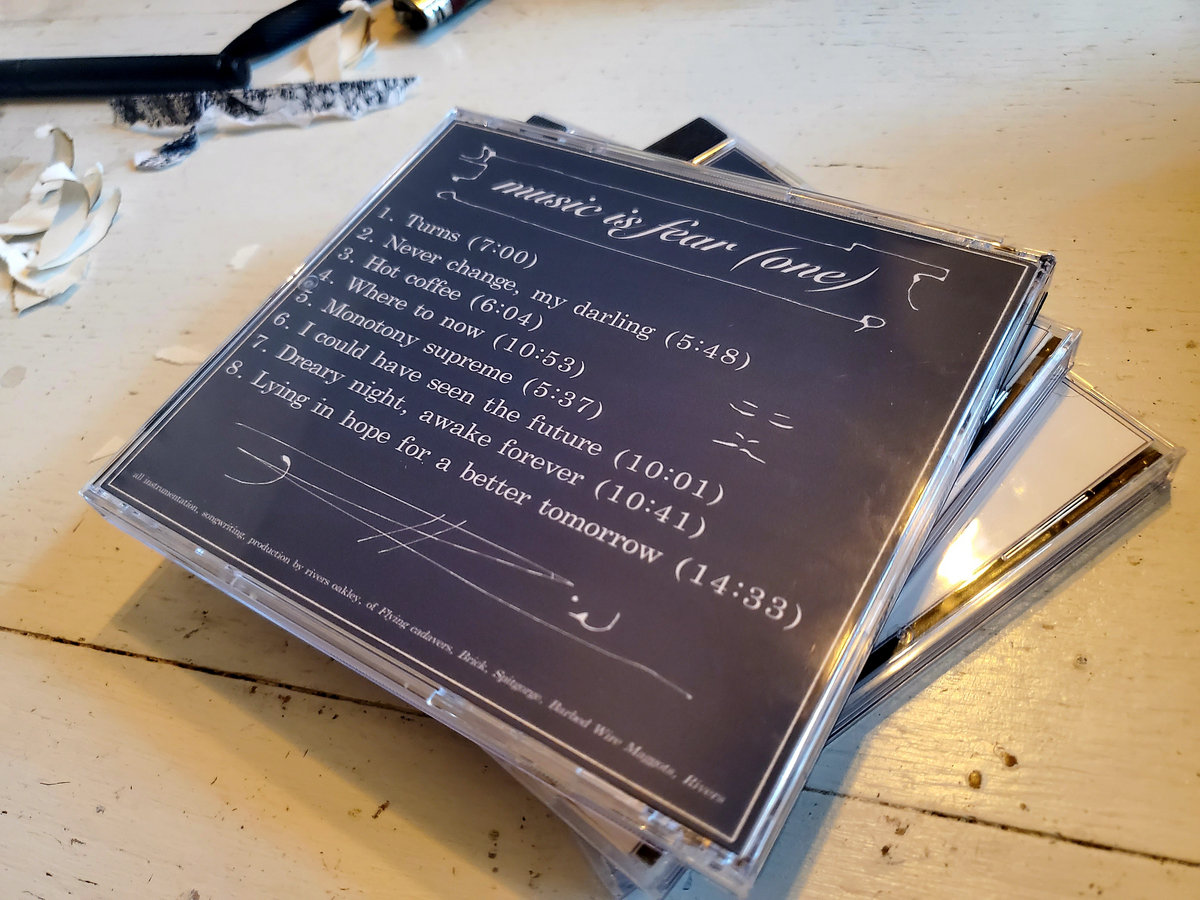 music is fear (one)
1. Turns (7:00)
2. Never change, my darling (5:48)
3. Hot coffee (6:04)
4. Where to now (10:53)
5. Monotony supreme (5:37)
6. I could have seen the future (10:01)
7. Dreary night, awake forever (10:41)
8. Lying in hope for a better tomorrow (14:33)
all instrumentation, songwriting, production by rivers oakley, of Flying cadavers, Brick, Spitgorge, Barbed Wire Maggots, Rivers